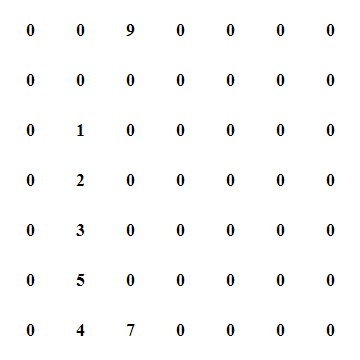 0 0 9 0 0 0 0
0 0 0 0 0 0 0
0 1 0 0 0 0 0
0 2 0 0 0 0 0
0 3 0 0 0 0 0
0 5 0 0 0 0 0
0 4 7 0 0 0 0